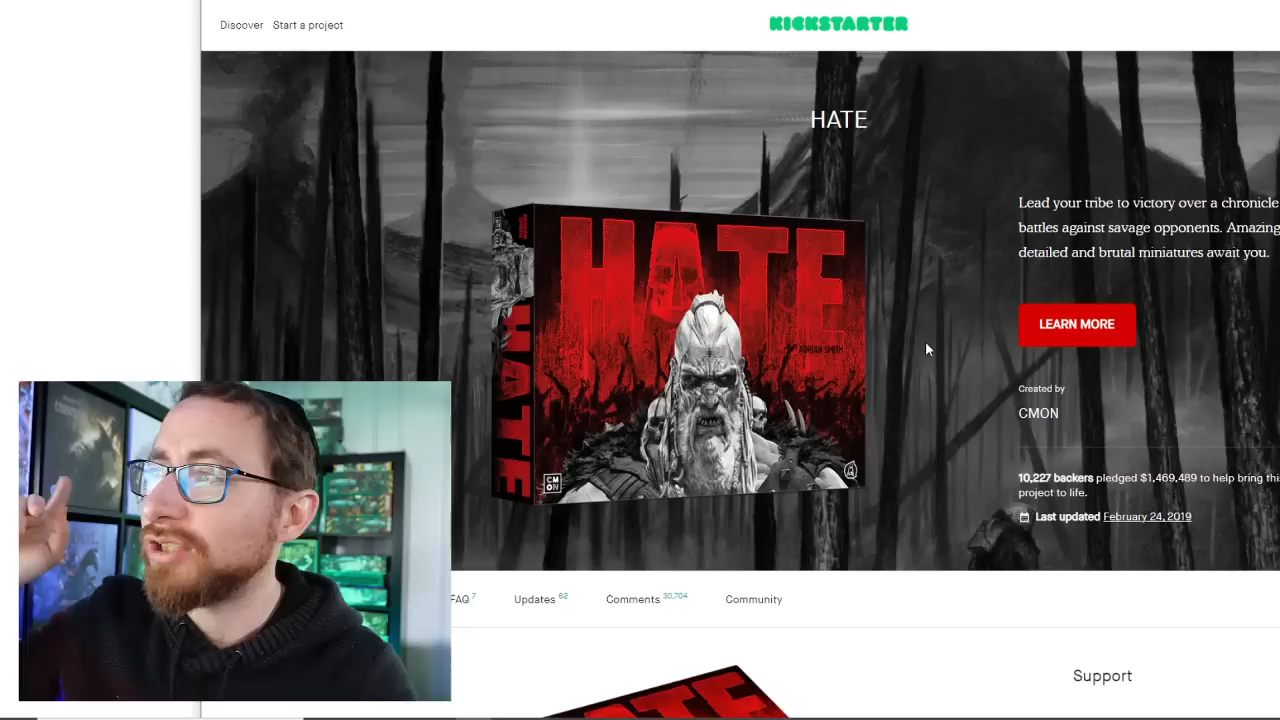 Discover Start a project
KICKSTARTER
HATE
HATE
ADRIAN SMITH
HATE
CMON
Lead your tribe to victory over a chronicle
battles against savage opponents. Amazing
detailed and brutal miniatures await you.
LEARN MORE
Created by
CMON
10,227 backers pledged $1,469,489 to help bring this
project to life.
Last updated February 24, 2019
FAQ 7 Updates 62 Comments 30,704 Community
HATE
Support